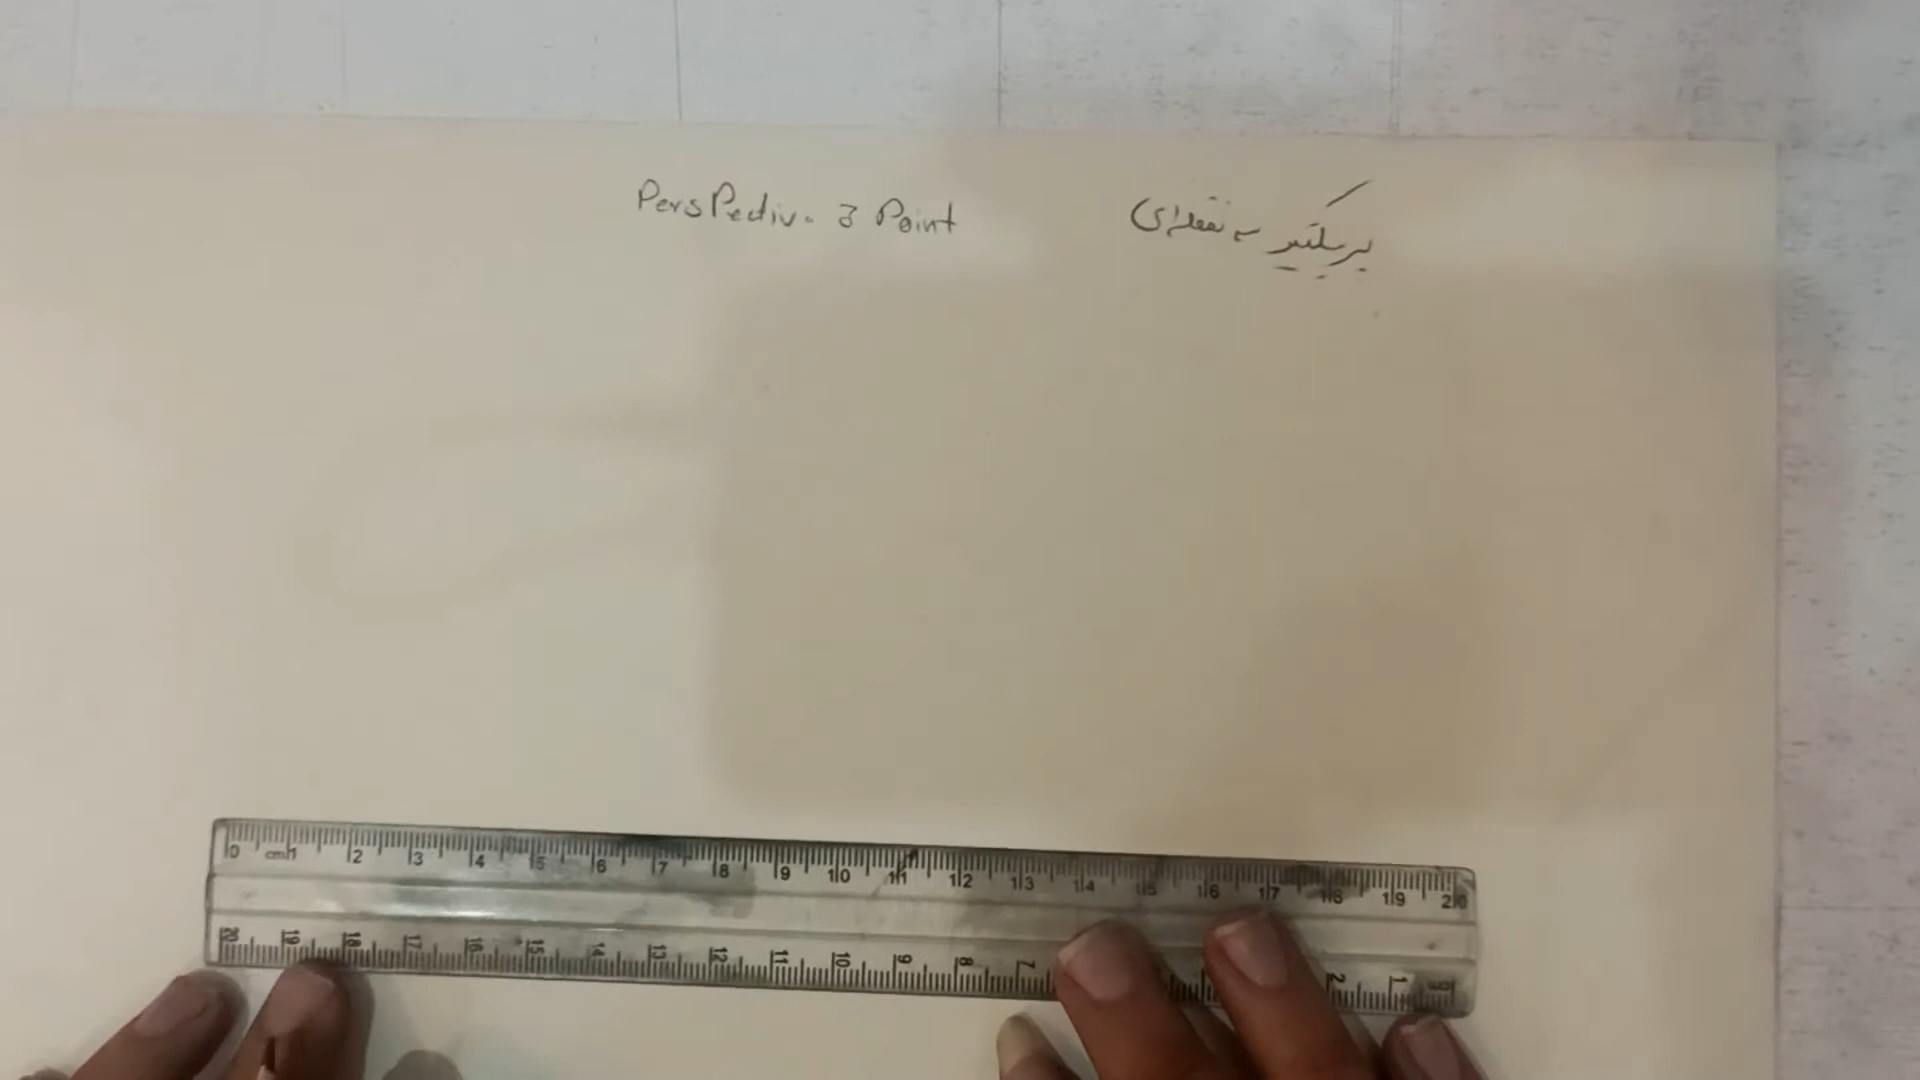 PersPectiv. 3 Point
پرسپکتیو سه نقطه‌ای
0 cm 1 2 3 4 5 6 7 8 9 10 11 12 13 14 15 16 17 18 19 20
20 19 18 17 16 15 14 13 12 11 10 9 8 7 2 1 cm